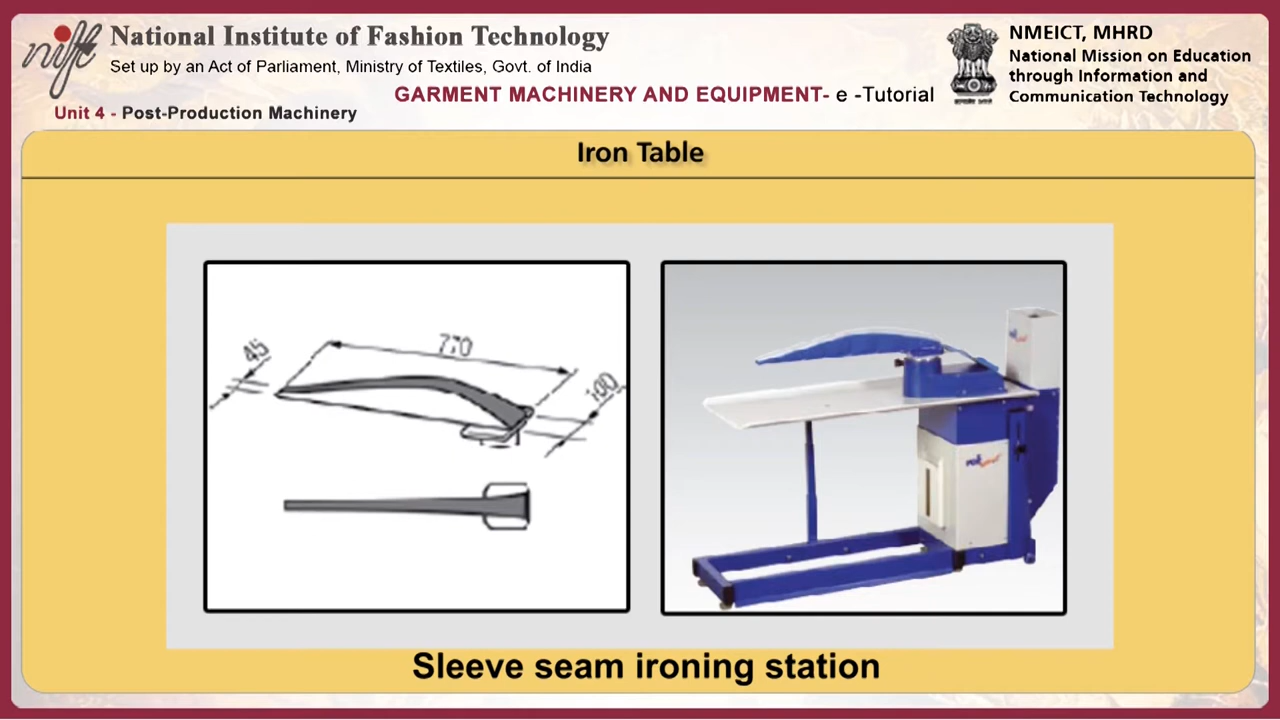 nift
National Institute of Fashion Technology
Set up by an Act of Parliament, Ministry of Textiles, Govt. of India
GARMENT MACHINERY AND EQUIPMENT- e -Tutorial
Unit 4 - Post-Production Machinery
NMEICT, MHRD
National Mission on Education
through Information and
Communication Technology
Iron Table
45
770
100
Sleeve seam ironing station